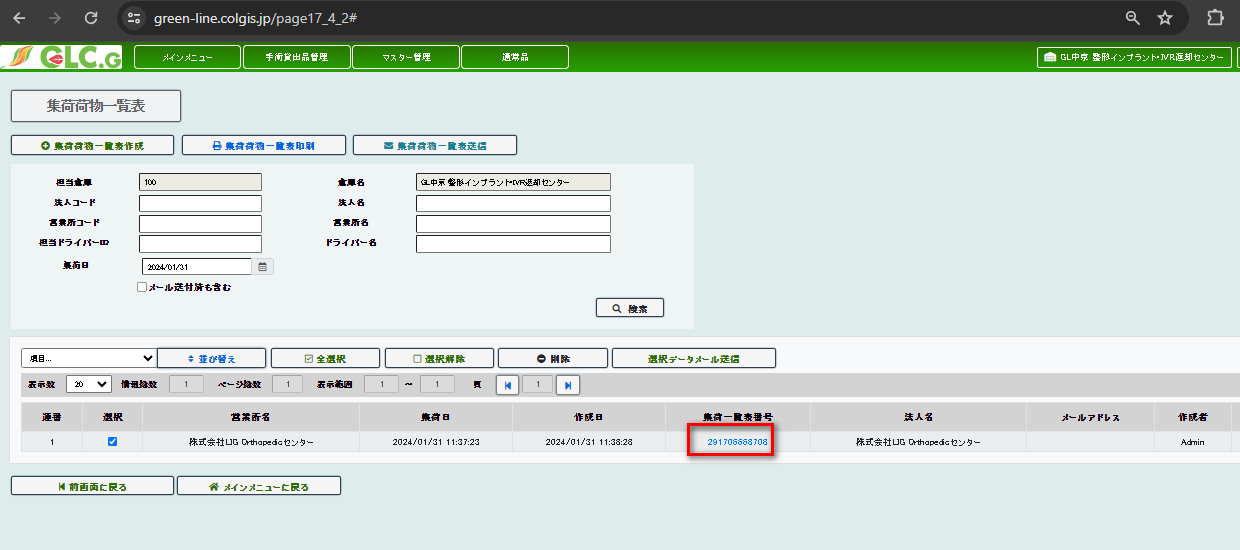 green-line.colgis.jp/page17_4_2#
GLC.G メインメニュー 手術貸出品管理 マスター管理 通常品 GL中京 整形インプラント・IVR返却センター
集荷荷物一覧表
集荷荷物一覧表作成 集荷荷物一覧表印刷 集荷荷物一覧表送信
担当倉庫 100 倉庫名 GL中京 整形インプラント・IVR返却センター
法人コード 法人名
営業所コード 営業所名
担当ドライバーID ドライバー名
集荷日 2024/01/31
メール送付済も含む
検索
項目... 並び替え 全選択 選択解除 削除 選択データメール送信
表示数 20 情報総数 1 ページ総数 1 表示範囲 1 ～ 1 頁 1
連番 選択 営業所名 集荷日 作成日 集荷一覧表番号 法人名 メールアドレス 作成者
1 株式会社LJG Orthopedicセンター 2024/01/31 11:37:23 2024/01/31 11:38:28 291706668708 株式会社LJG Orthopedicセンター Admin
前画面に戻る メインメニューに戻る